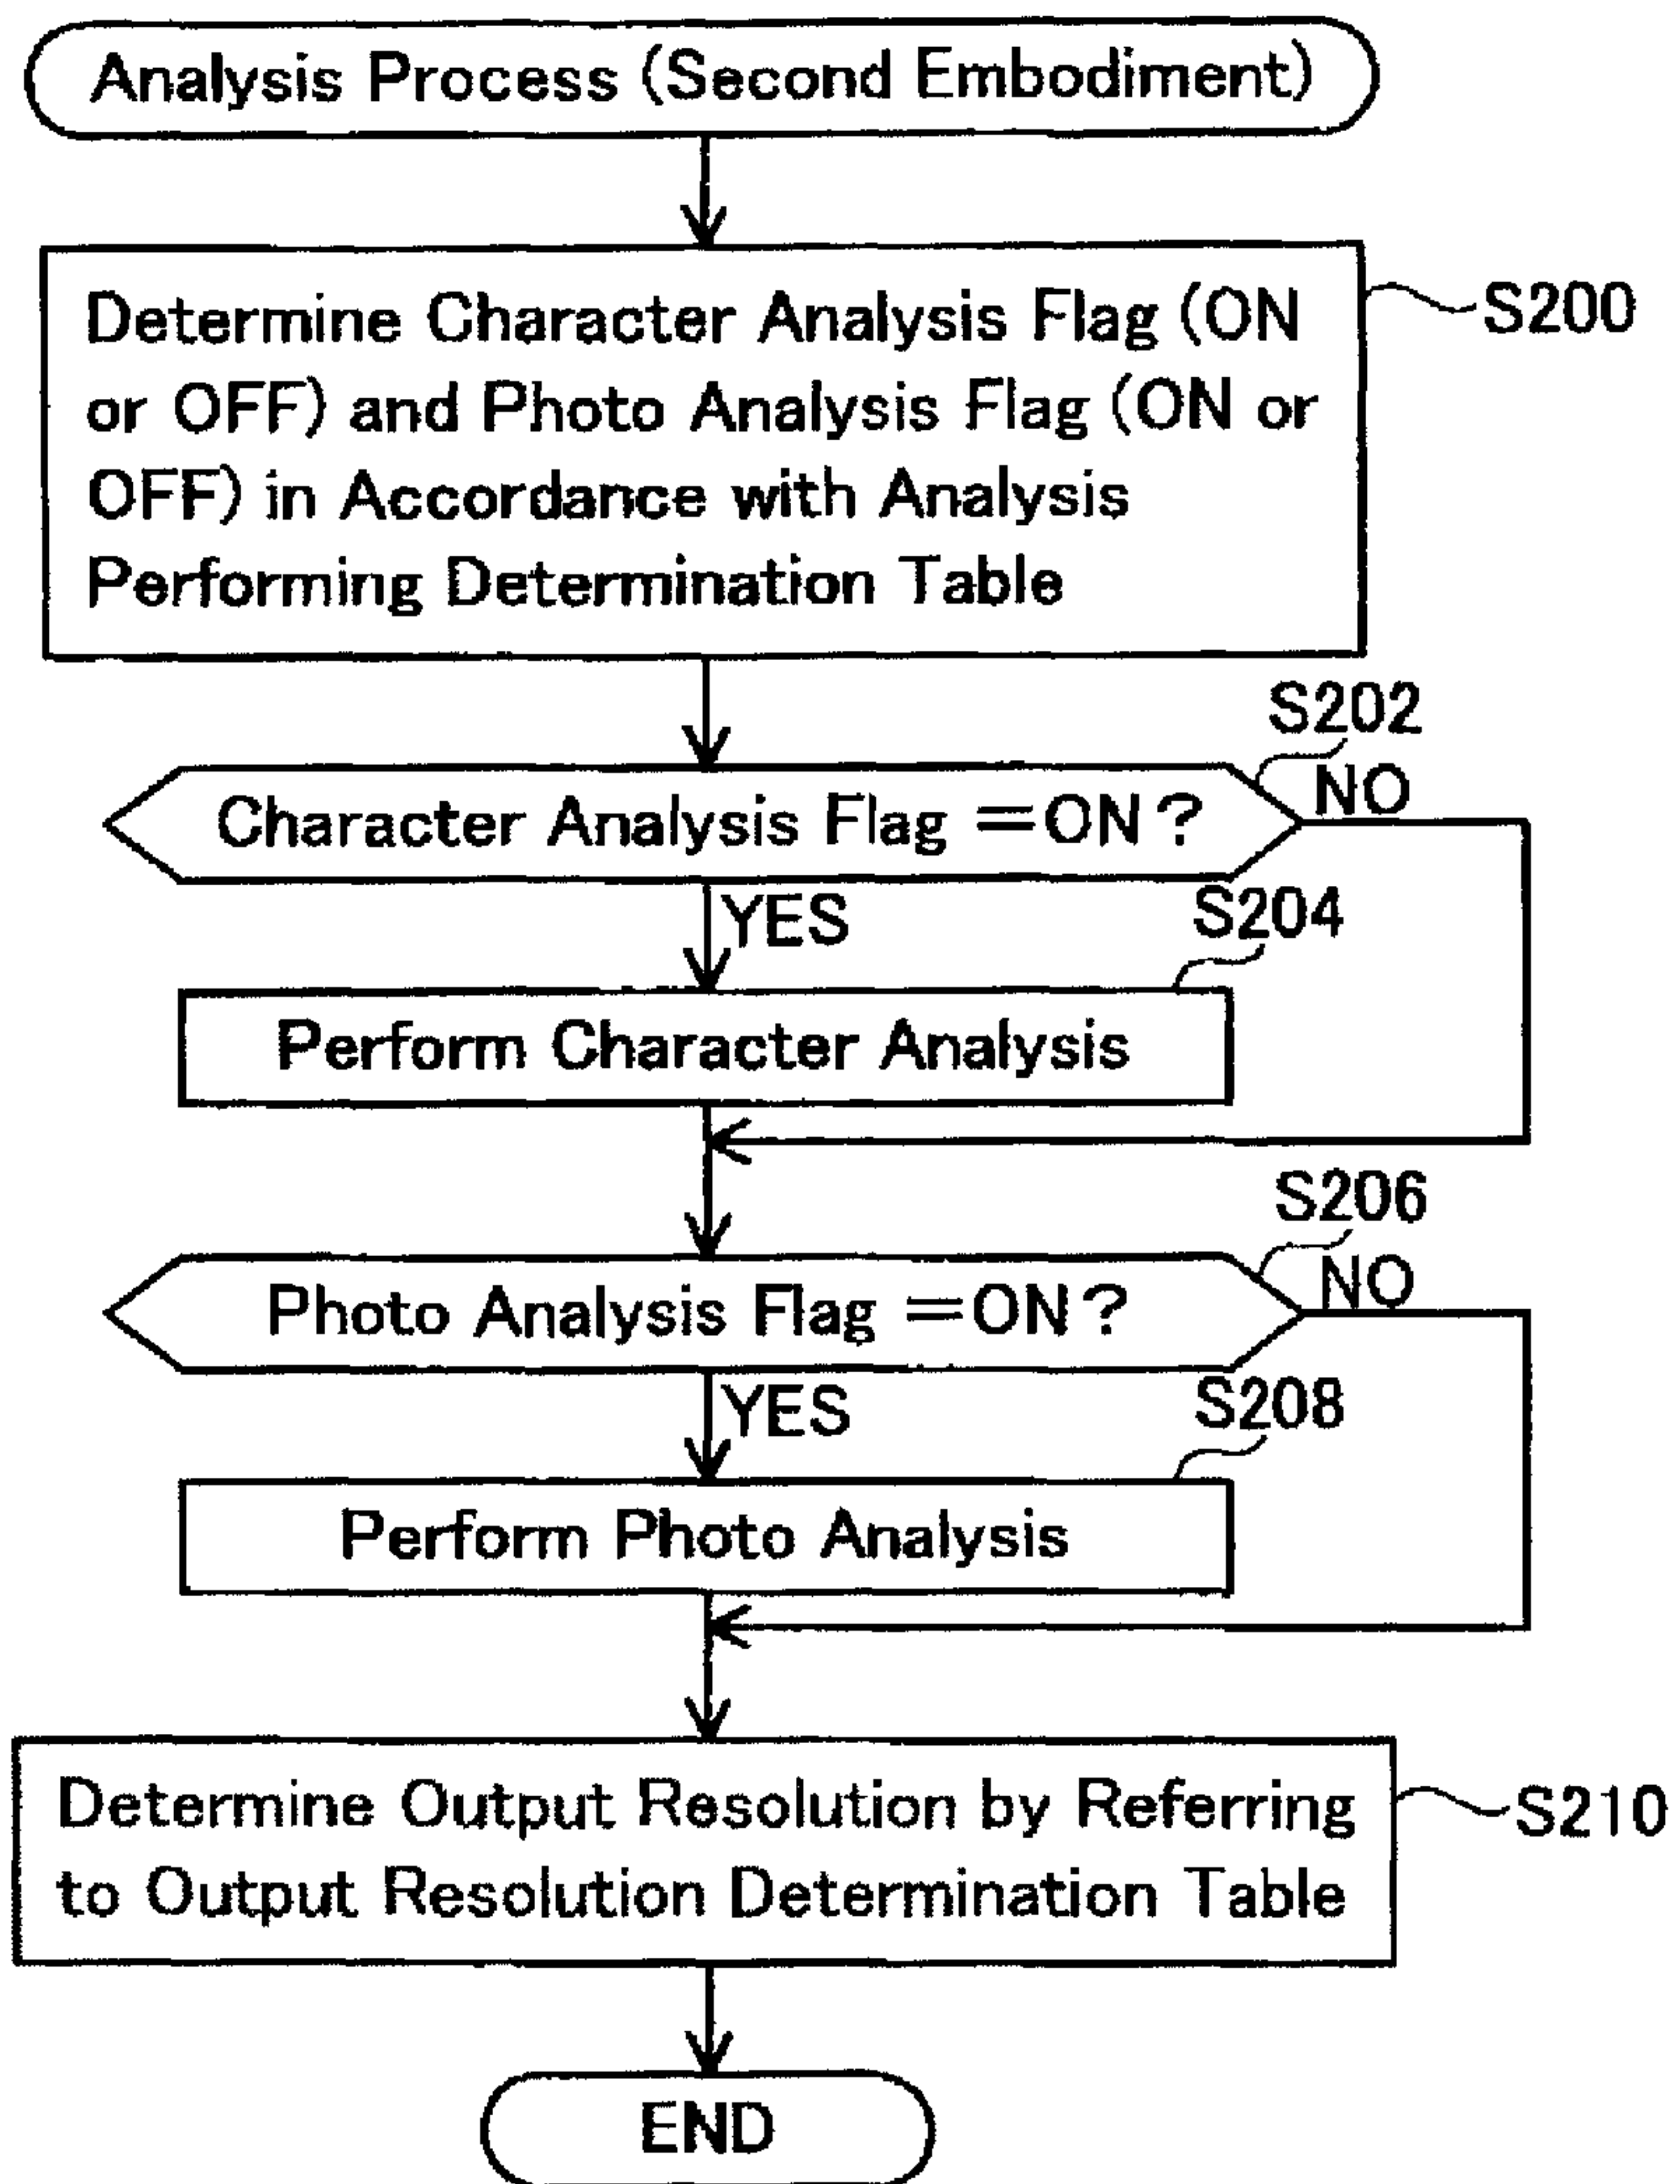 Analysis Process (Second Embodiment)
Determine Character Analysis Flag (ON
or OFF) and Photo Analysis Flag (ON or
OFF) in Accordance with Analysis
Performing Determination Table
S200
S202
Character Analysis Flag =ON?
NO
YES
S204
Perform Character Analysis
S206
Photo Analysis Flag =ON?
NO
YES
S208
Perform Photo Analysis
Determine Output Resolution by Referring
to Output Resolution Determination Table
S210
END